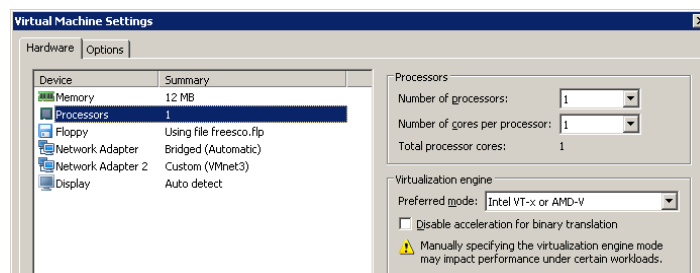 Virtual Machine Settings
Hardware Options
Device Summary
Memory 12 MB
Processors 1
Floppy Using file freesco.flp
Network Adapter Bridged (Automatic)
Network Adapter 2 Custom (VMnet3)
Display Auto detect
Processors
Number of processors: 1
Number of cores per processor: 1
Total processor cores: 1
Virtualization engine
Preferred mode: Intel VT-x or AMD-V
Disable acceleration for binary translation
Manually specifying the virtualization engine mode
may impact performance under certain workloads.